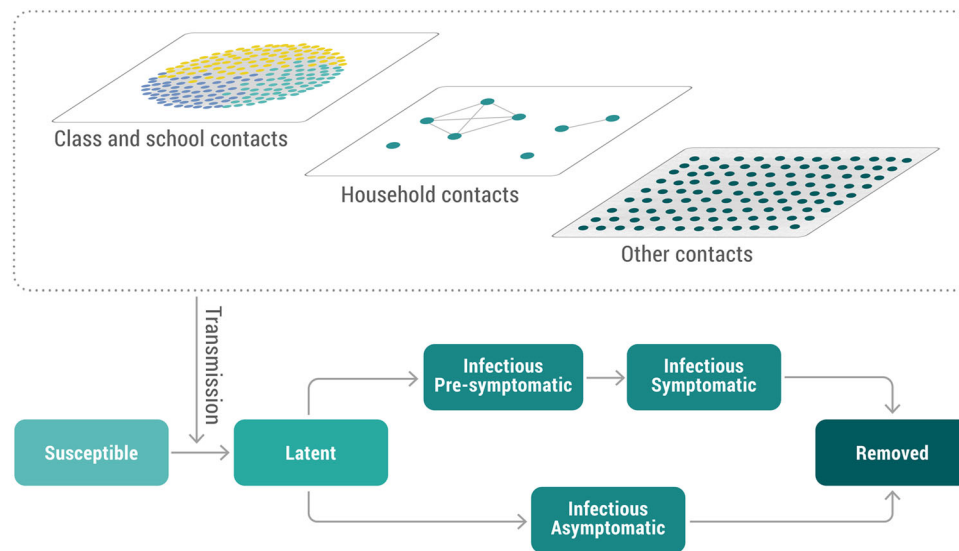 Class and school contacts
Household contacts
Other contacts
Transmission
Infectious
Pre-symptomatic
Infectious
Symptomatic
Susceptible
Latent
Removed
Infectious
Asymptomatic